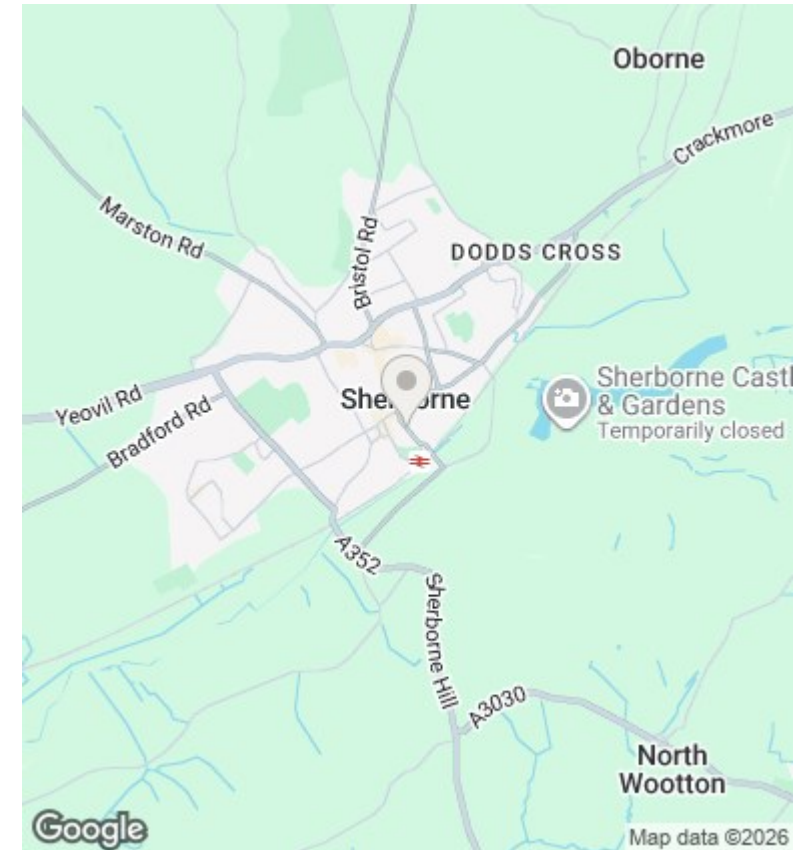 Oborne
Crackmore
Marston Rd
Bristol Rd
DODDS CROSS
Sherborne
Yeovil Rd
Bradford Rd
Sherborne Castl
& Gardens
Temporarily closed
A352
Sherborne Hill
A3030
North
Wootton
Google
Map data ©2026